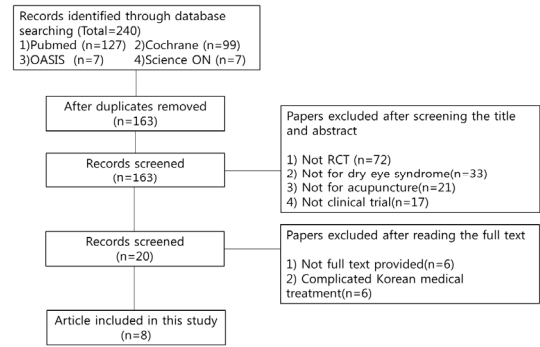 Records identified through database
searching (Total=240)
1)Pubmed (n=127) 2)Cochrane (n=99)
3)OASIS (n=7) 4)Science ON (n=7)
After duplicates removed
(n=163)
Papers excluded after screening the title
and abstract
1) Not RCT (n=72)
2) Not for dry eye syndrome(n=33)
3) Not for acupuncture(n=21)
4) Not clinical trial(n=17)
Records screened
(n=163)
Records screened
(n=20)
Papers excluded after reading the full text
1) Not full text provided(n=6)
2) Complicated Korean medical
treatment(n=6)
Article included in this study
(n=8)